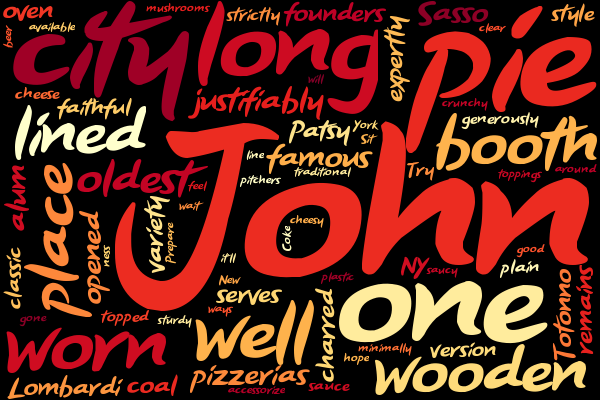 oven
mushrooms
strictly
founders
Sasso
style
beer
available
city
long
expertly
clear
pie
cheese
faithful
will
justifiably
crunchy
generously
lined
Patsy
York
Sit
booth
line
famous
traditional
Try
toppings
around
oldest
feel
pitchers
alum
place
variety
wait
John
Prepare
opened
ness
cheesy
Coke
classic
it'll
NY
saucy
good
plain
New
serves
plastic
one
Totonno
remains
gone
topped
sturdy
ways
charred
worn
well
hope
minimally
version
Lombardi
coal
pizzerias
accessorize
sauce
wooden